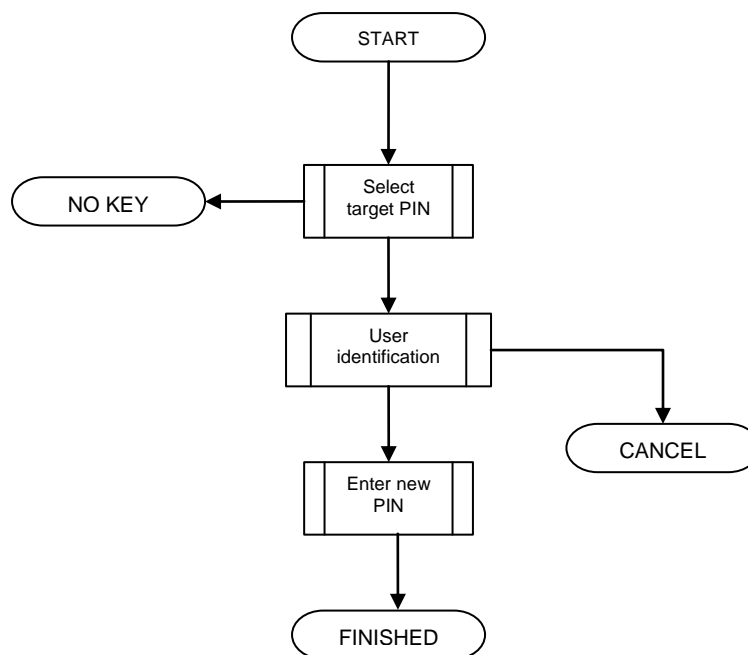 START
Select
target PIN
NO KEY
User
identification
CANCEL
Enter new
PIN
FINISHED